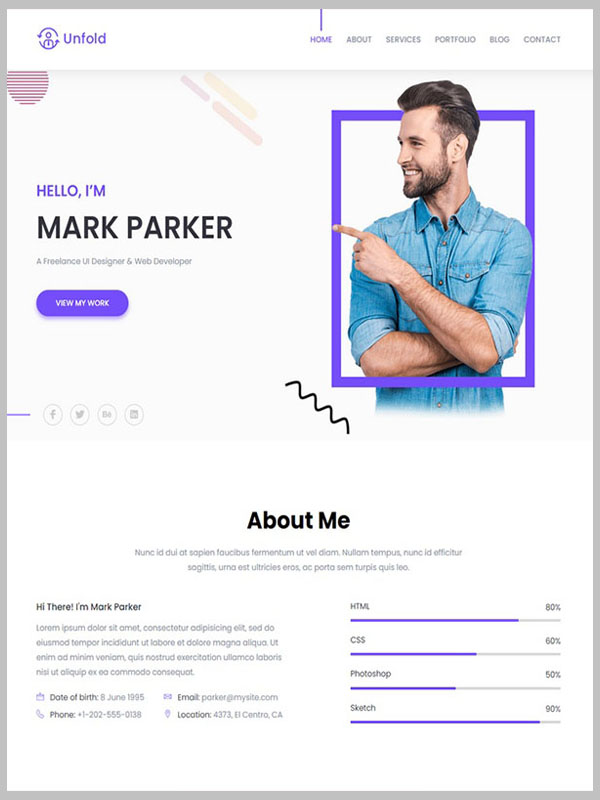 Unfold
HOME ABOUT SERVICES PORTFOLIO BLOG CONTACT
HELLO, I'M
MARK PARKER
A Freelance UI Designer & Web Developer
VIEW MY WORK
About Me
Nunc id dui at sapien faucibus fermentum ut vel diam. Nullam tempus, nunc id efficitur
sagittis, urna est ultricies eros, ac porta sem turpis quis leo.
Hi There! I'm Mark Parker
Lorem ipsum dolor sit amet, consectetur adipisicing elit, sed do
eiusmod tempor incididunt ut labore et dolore magna aliqua. Ut
enim ad minim veniam, quis nostrud exercitation ullamco laboris
nisi ut aliquip ex ea commodo consequat.
Date of birth: 8 June 1995 Email: parker@mysite.com
Phone: +1-202-555-0138 Location: 4373, El Centro, CA
HTML 80%
CSS 60%
Photoshop 50%
Sketch 90%